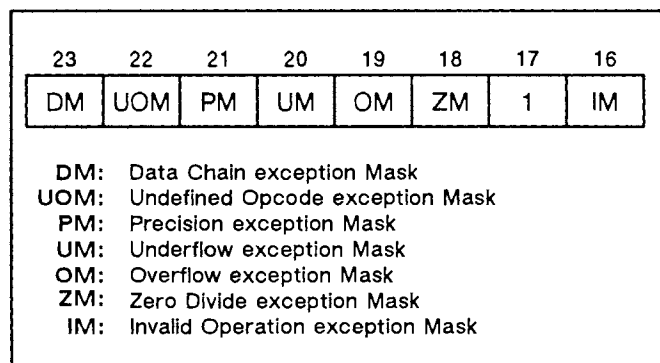 23 22 21 20 19 18 17 16
DM UOM PM UM OM ZM 1 IM
DM: Data Chain exception Mask
UOM: Undefined Opcode exception Mask
PM: Precision exception Mask
UM: Underflow exception Mask
OM: Overflow exception Mask
ZM: Zero Divide exception Mask
IM: Invalid Operation exception Mask